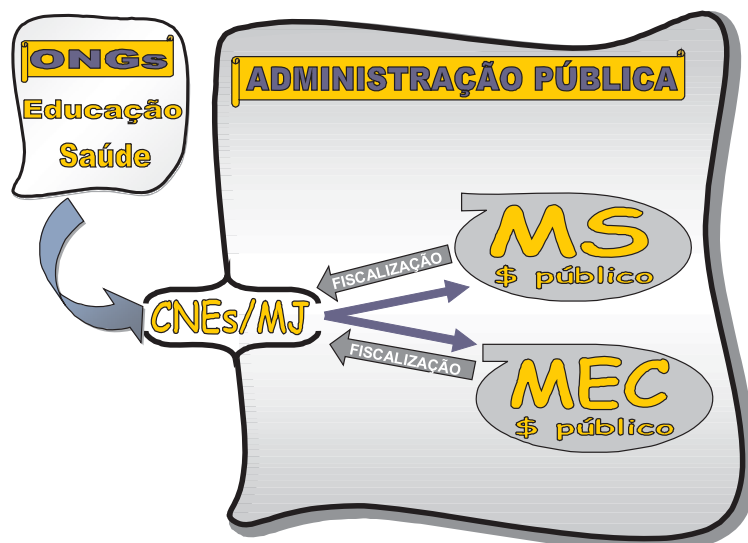 ONGs
Educação
Saúde
ADMINISTRAÇÃO PÚBLICA
MS
$ público
FISCALIZAÇÃO
CNEs/MJ
FISCALIZAÇÃO
MEC
$ público